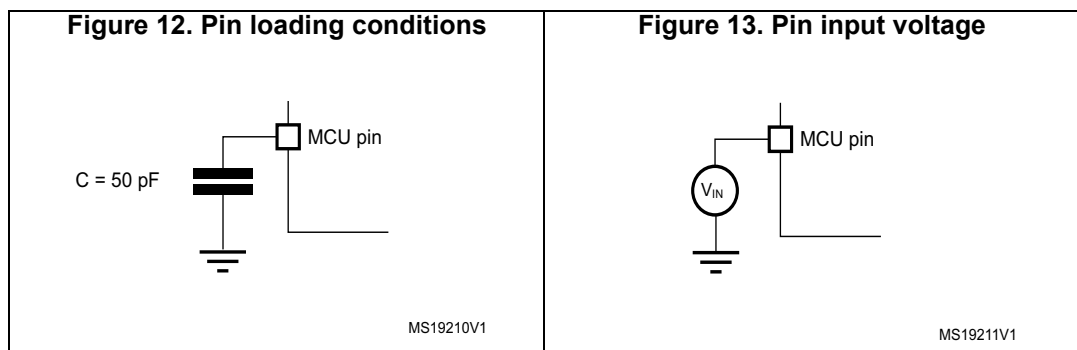 Figure 12. Pin loading conditions
MCU pin
C = 50 pF
MS19210V1
Figure 13. Pin input voltage
MCU pin
VIN
MS19211V1